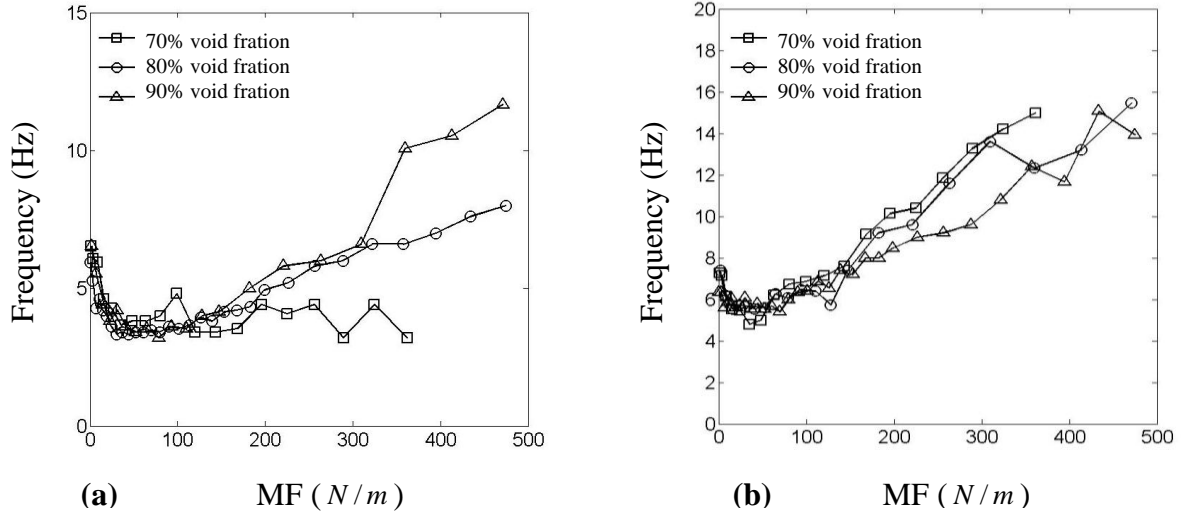 15
10
5
0
0 100 200 300 400 500
Frequency (Hz)
70% void fration
80% void fration
90% void fration
(a) MF ( N / m )
20
18
16
14
12
10
8
6
4
2
0
0 100 200 300 400 500
Frequency (Hz)
70% void fration
80% void fration
90% void fration
(b) MF ( N / m )